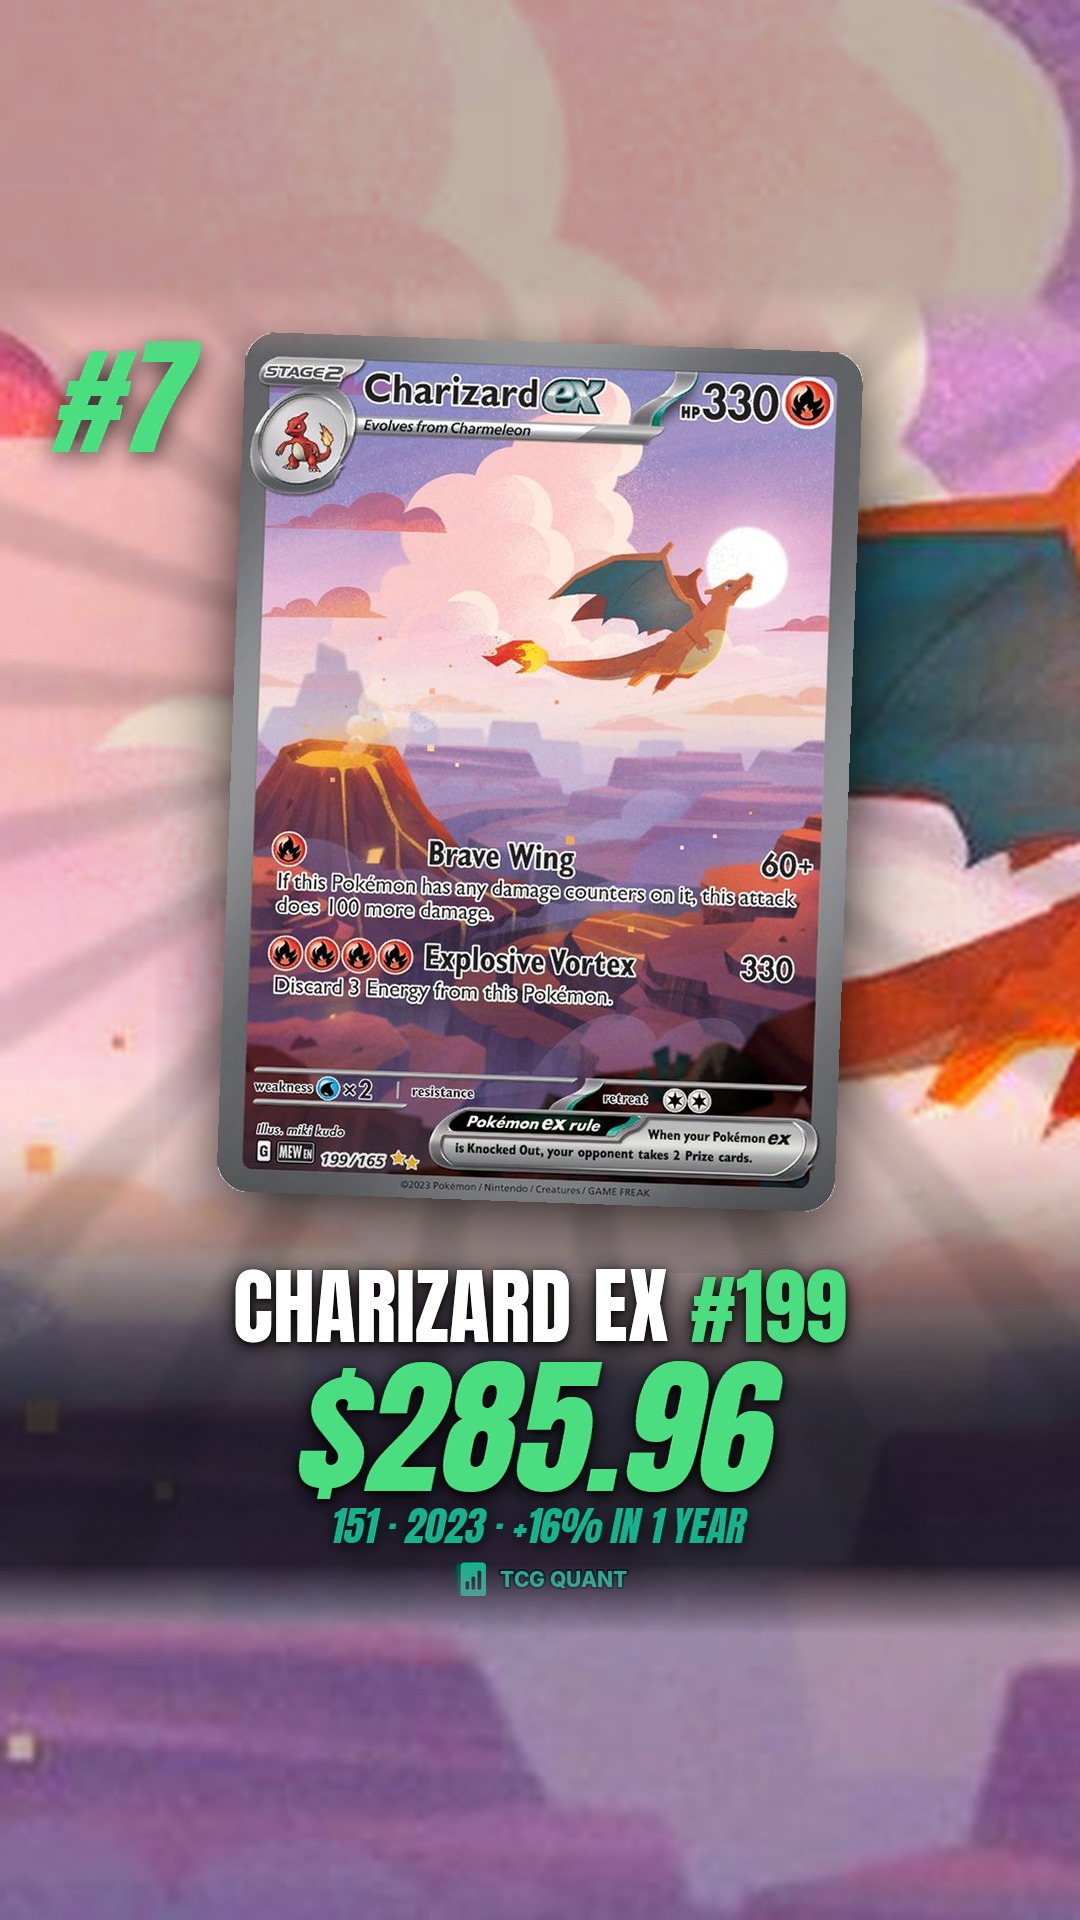 #7
STAGE2
Charizard ex
HP 330
Evolves from Charmeleon
Brave Wing 60+
If this Pokémon has any damage counters on it, this attack
does 100 more damage.
Explosive Vortex 330
Discard 3 Energy from this Pokémon.
weakness ×2 resistance retreat
Illus. miki kudo
Pokémon ex rule
When your Pokémon ex
is Knocked Out, your opponent takes 2 Prize cards.
G MEW EN 199/165
©2023 Pokémon / Nintendo / Creatures / GAME FREAK
CHARIZARD EX #199
$285.96
151 · 2023 · +16% IN 1 YEAR
TCG QUANT